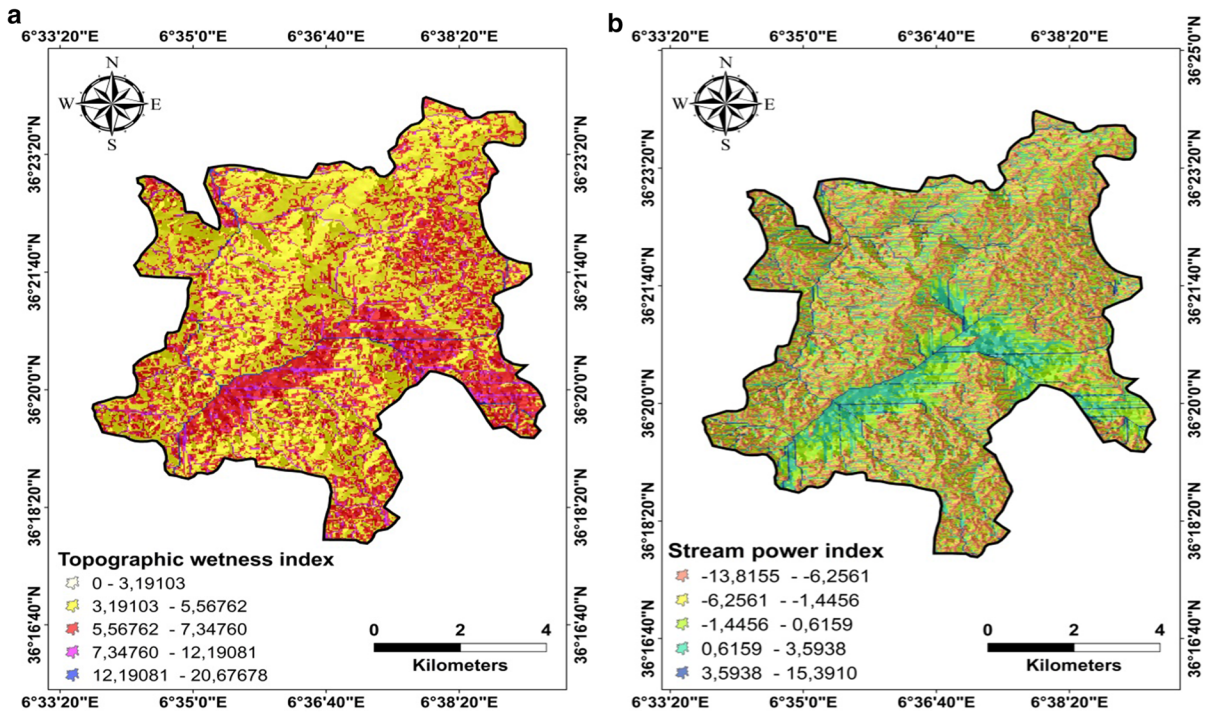 a
6°33'20"E 6°35'0"E 6°36'40"E 6°38'20"E
N
W E
S
36°23'20"N 36°23'20"N
36°21'40"N 36°21'40"N
36°20'0"N 36°20'0"N
36°18'20"N 36°18'20"N
36°16'40"N 36°16'40"N
Topographic wetness index
0 - 3,19103
3,19103 - 5,56762
5,56762 - 7,34760
7,34760 - 12,19081
12,19081 - 20,67678
0 2 4
Kilometers
6°33'20"E 6°35'0"E 6°36'40"E 6°38'20"E
b
6°33'20"E 6°35'0"E 6°36'40"E 6°38'20"E
36°25'0"N
N
W E
S
36°23'20"N 36°23'20"N
36°21'40"N 36°21'40"N
36°20'0"N 36°20'0"N
36°18'20"N 36°18'20"N
36°16'40"N 36°16'40"N
Stream power index
-13,8155 - -6,2561
-6,2561 - -1,4456
-1,4456 - 0,6159
0,6159 - 3,5938
3,5938 - 15,3910
0 2 4
Kilometers
6°33'20"E 6°35'0"E 6°36'40"E 6°38'20"E